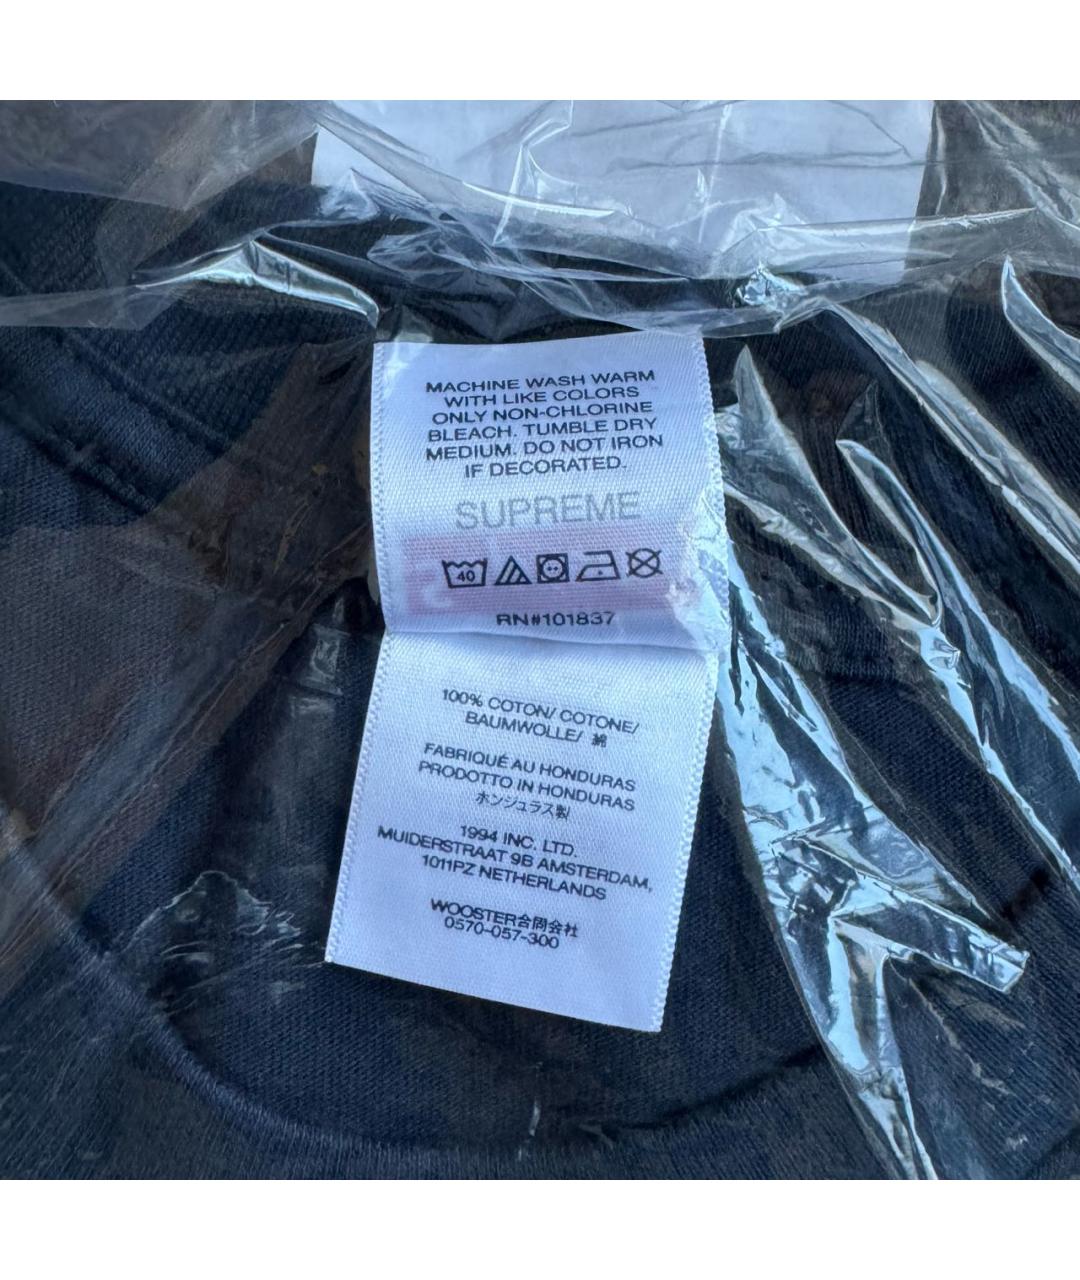 MACHINE WASH WARM
WITH LIKE COLORS
ONLY NON-CHLORINE
BLEACH. TUMBLE DRY
MEDIUM. DO NOT IRON
IF DECORATED.
SUPREME
40
RN#101837
100% COTON/ COTONE/
BAUMWOLLE/ 綿
FABRIQUÉ AU HONDURAS
PRODOTTO IN HONDURAS
ホンジュラス製
1994 INC. LTD.
MUIDERSTRAAT 9B AMSTERDAM,
1011PZ NETHERLANDS
WOOSTER合同会社
0570-057-300